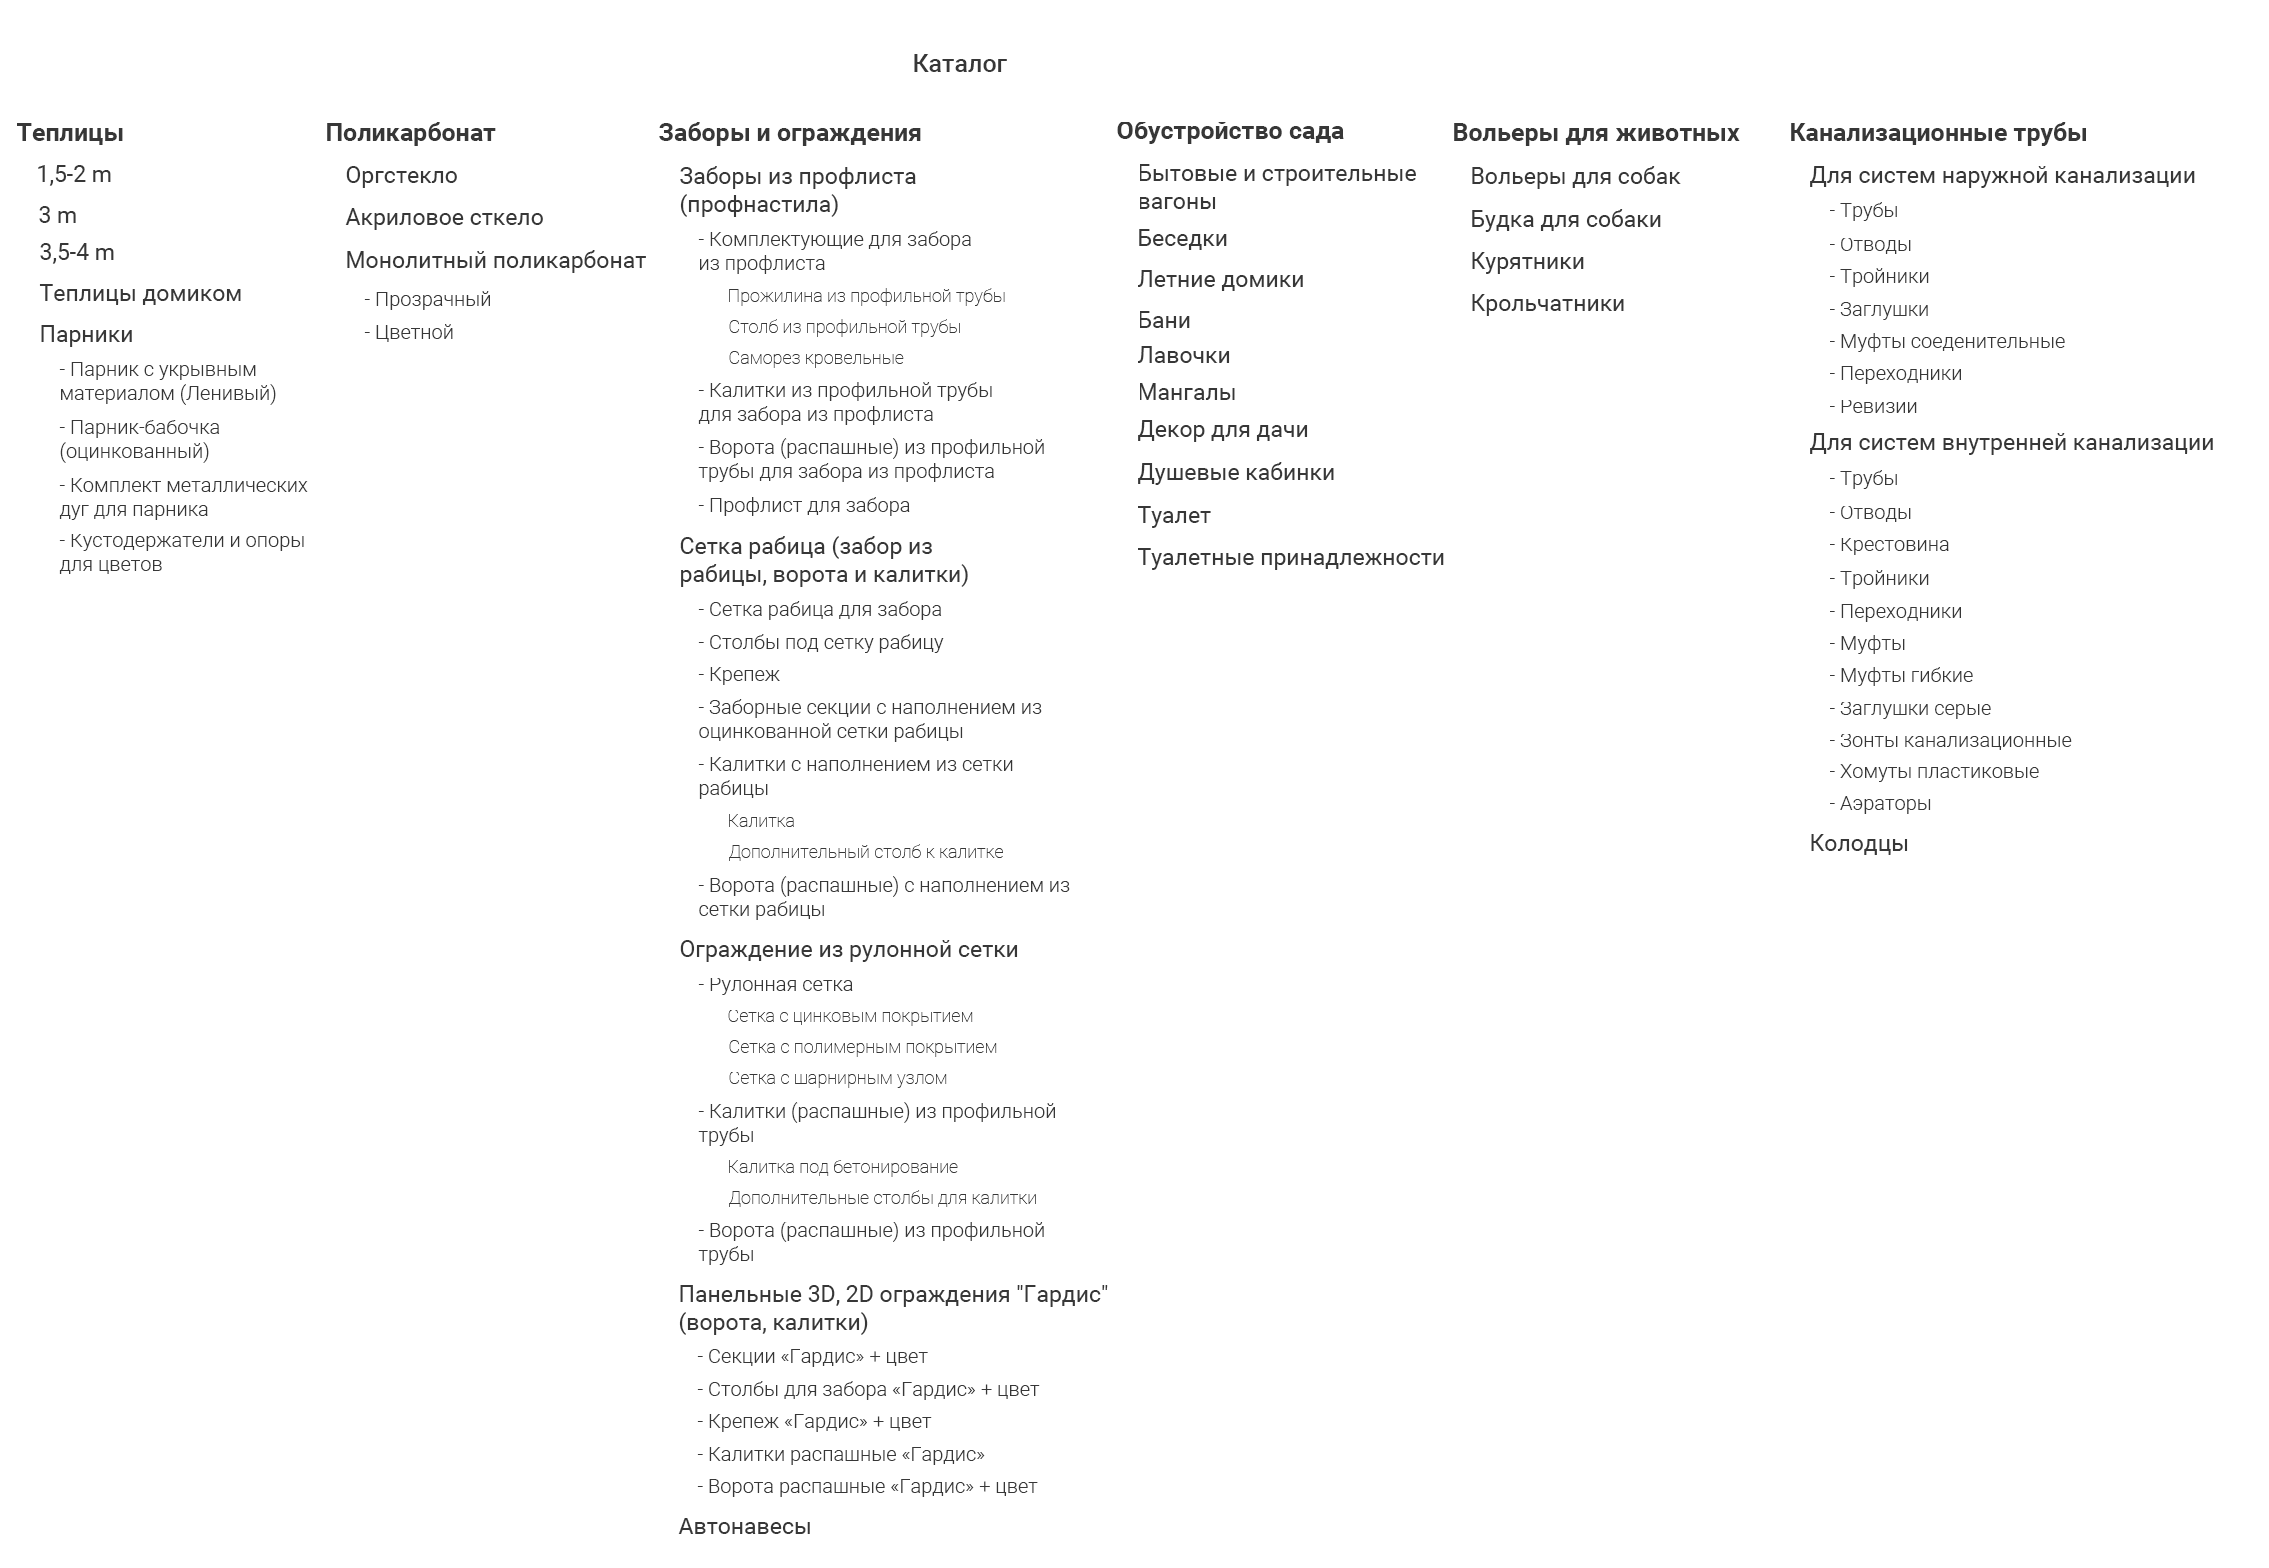 Каталог
Теплицы
1,5-2 m
3 m
3,5-4 m
Теплицы домиком
Парники
- Парник с укрывным
материалом (Ленивый)
- Парник-бабочка
(оцинкованный)
- Комплект металлических
дуг для парника
- Кустодержатели и опоры
для цветов
Поликарбонат
Оргстекло
Акриловое сткело
Монолитный поликарбонат
- Прозрачный
- Цветной
Заборы и ограждения
Заборы из профлиста
(профнастила)
- Комплектующие для забора
из профлиста
Прожилина из профильной трубы
Столб из профильной трубы
Саморез кровельные
- Калитки из профильной трубы
для забора из профлиста
- Ворота (распашные) из профильной
трубы для забора из профлиста
- Профлист для забора
Сетка рабица (забор из
рабицы, ворота и калитки)
- Сетка рабица для забора
- Столбы под сетку рабицу
- Крепеж
- Заборные секции с наполнением из
оцинкованной сетки рабицы
- Калитки с наполнением из сетки
рабицы
Калитка
Дополнительный столб к калитке
- Ворота (распашные) с наполнением из
сетки рабицы
Ограждение из рулонной сетки
- Рулонная сетка
Сетка с цинковым покрытием
Сетка с полимерным покрытием
Сетка с шарнирным узлом
- Калитки (распашные) из профильной
трубы
Калитка под бетонирование
Дополнительные столбы для калитки
- Ворота (распашные) из профильной
трубы
Панельные 3D, 2D ограждения "Гардис"
(ворота, калитки)
- Секции «Гардис» + цвет
- Столбы для забора «Гардис» + цвет
- Крепеж «Гардис» + цвет
- Калитки распашные «Гардис»
- Ворота распашные «Гардис» + цвет
Автонавесы
Обустройство сада
Бытовые и строительные
вагоны
Беседки
Летние домики
Бани
Лавочки
Мангалы
Декор для дачи
Душевые кабинки
Туалет
Туалетные принадлежности
Вольеры для животных
Вольеры для собак
Будка для собаки
Курятники
Крольчатники
Канализационные трубы
Для систем наружной канализации
- Трубы
- Отводы
- Тройники
- Заглушки
- Муфты соеденительные
- Переходники
- Ревизии
Для систем внутренней канализации
- Трубы
- Отводы
- Крестовина
- Тройники
- Переходники
- Муфты
- Муфты гибкие
- Заглушки серые
- Зонты канализационные
- Хомуты пластиковые
- Аэраторы
Колодцы